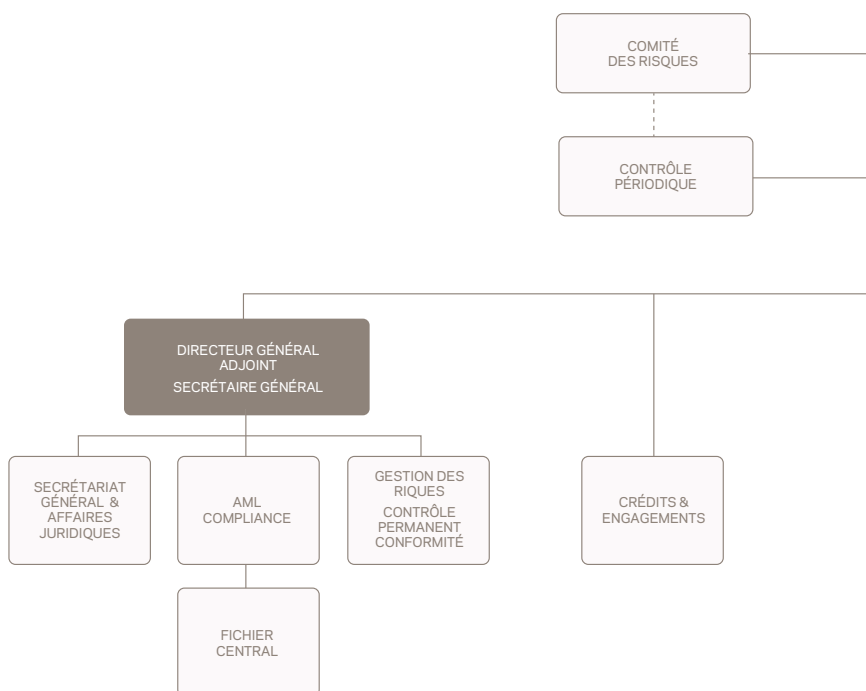 COMITÉ
DES RISQUES
CONTRÔLE
PÉRIODIQUE
DIRECTEUR GÉNÉRAL
ADJOINT
SECRÉTAIRE GÉNÉRAL
SECRÉTARIAT
GÉNÉRAL &
AFFAIRES
JURIDIQUES
AML
COMPLIANCE
GESTION DES
RIQUES
CONTRÔLE
PERMANENT
CONFORMITÉ
CRÉDITS &
ENGAGEMENTS
FICHIER
CENTRAL